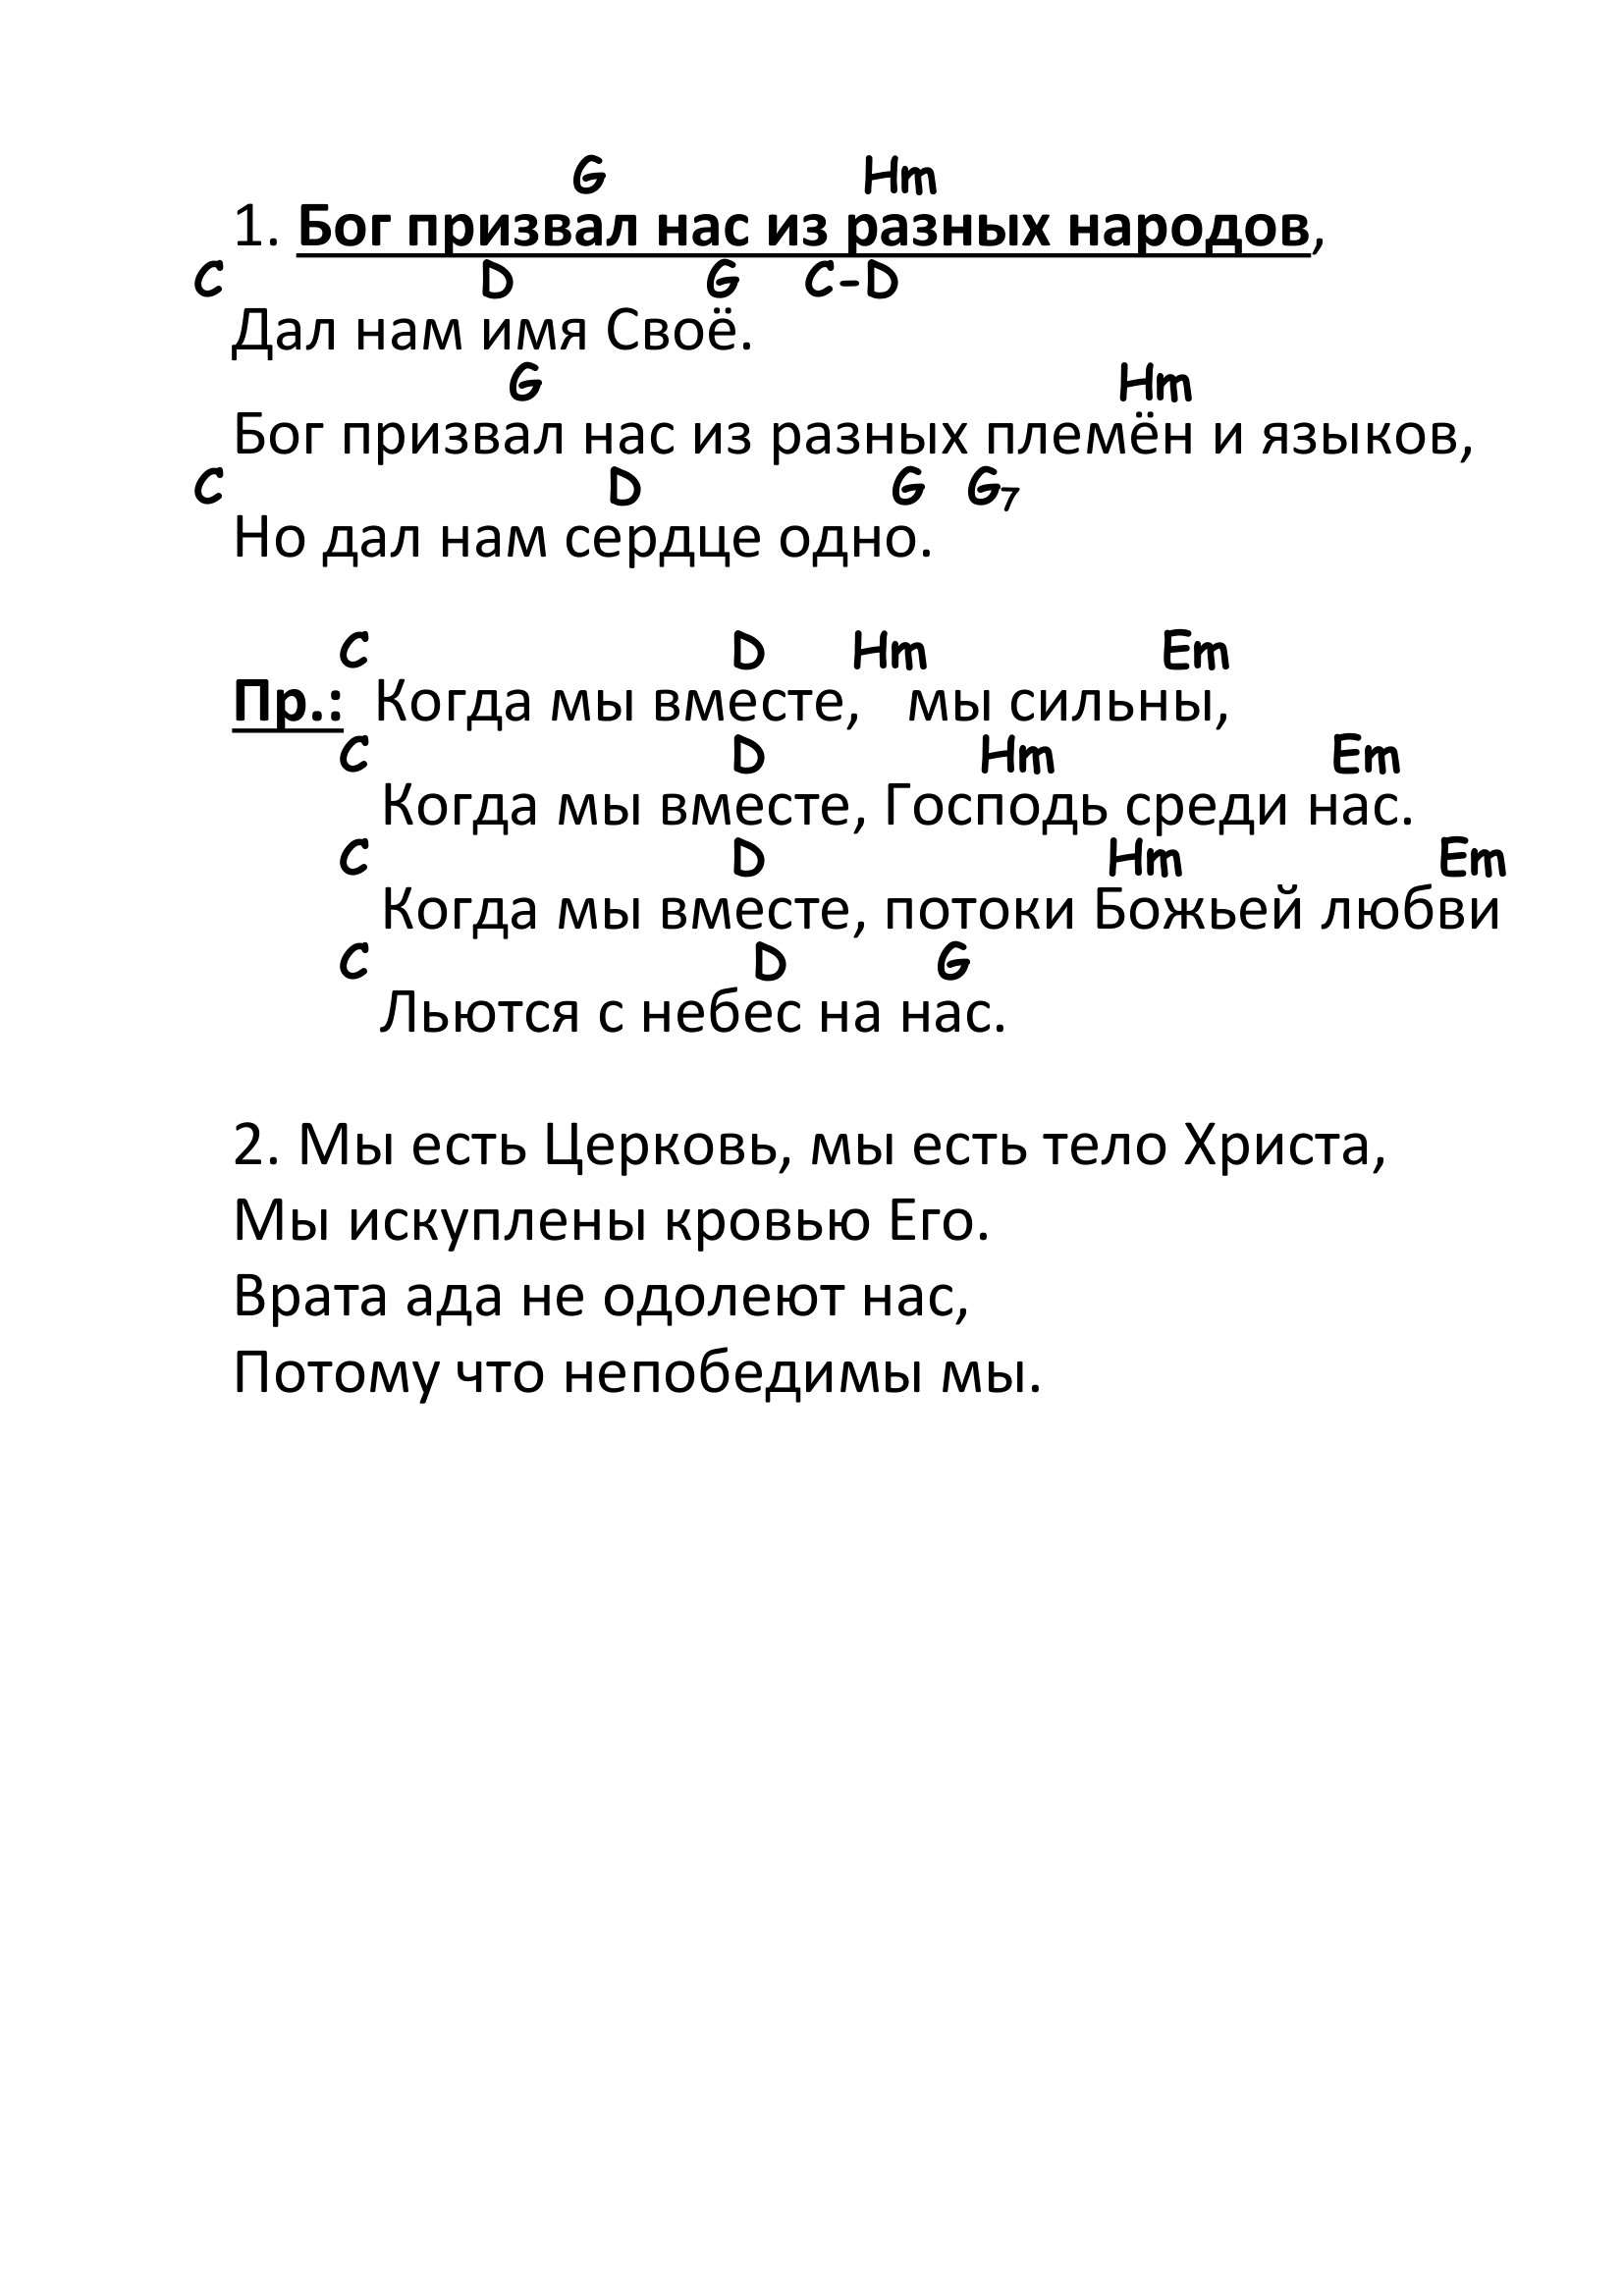 G Hm
1. Бог призвал нас из разных народов,
C D G C-D
Дал нам имя Своё.
G Hm
Бог призвал нас из разных племён и языков,
C D G G7
Но дал нам сердце одно.
C D Hm Em
Пр.: Когда мы вместе, мы сильны,
C D Hm Em
Когда мы вместе, Господь среди нас.
C D Hm Em
Когда мы вместе, потоки Божьей любви
C D G
Льются с небес на нас.
2. Мы есть Церковь, мы есть тело Христа,
Мы искуплены кровью Его.
Врата ада не одолеют нас,
Потому что непобедимы мы.